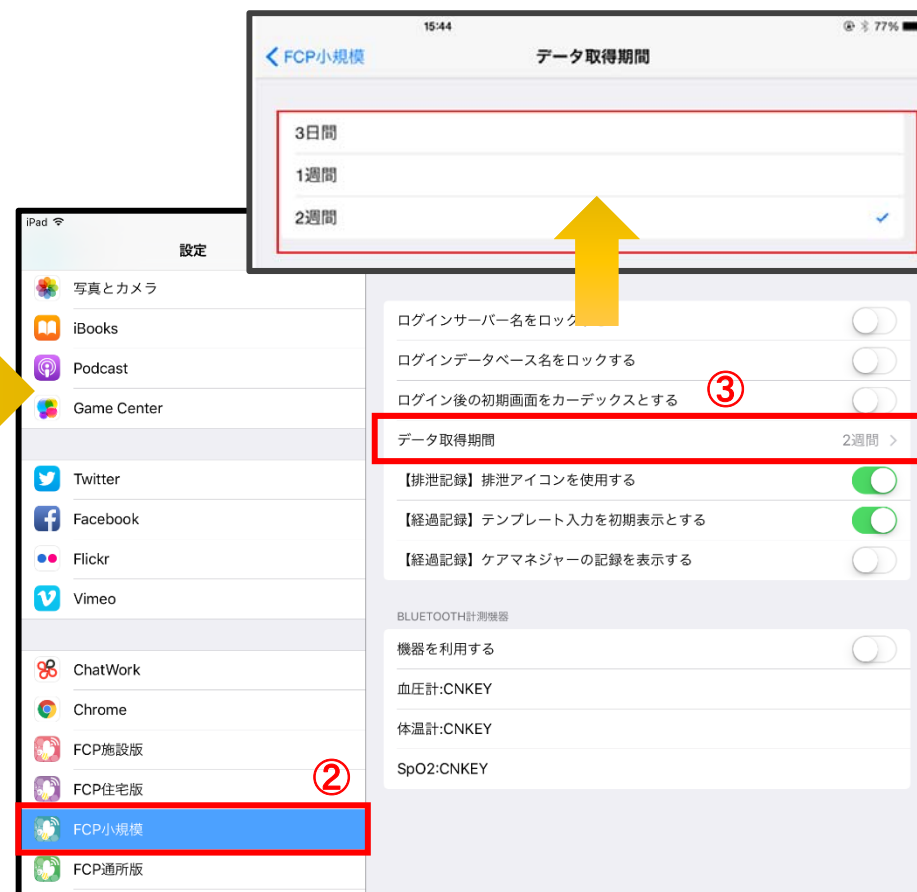 15:44
77%
FCP小規模
データ取得期間
3日間
1週間
2週間
iPad
設定
写真とカメラ
iBooks
Podcast
Game Center
Twitter
Facebook
Flickr
Vimeo
ChatWork
Chrome
FCP施設版
FCP住宅版
②
FCP小規模
FCP通所版
ログインサーバー名をロック
ログインデータベース名をロックする
ログイン後の初期画面をカーデックスとする
③
データ取得期間 2週間
【排泄記録】排泄アイコンを使用する
【経過記録】テンプレート入力を初期表示とする
【経過記録】ケアマネジャーの記録を表示する
BLUETOOTH計測機器
機器を利用する
血圧計:CNKEY
体温計:CNKEY
SpO2:CNKEY